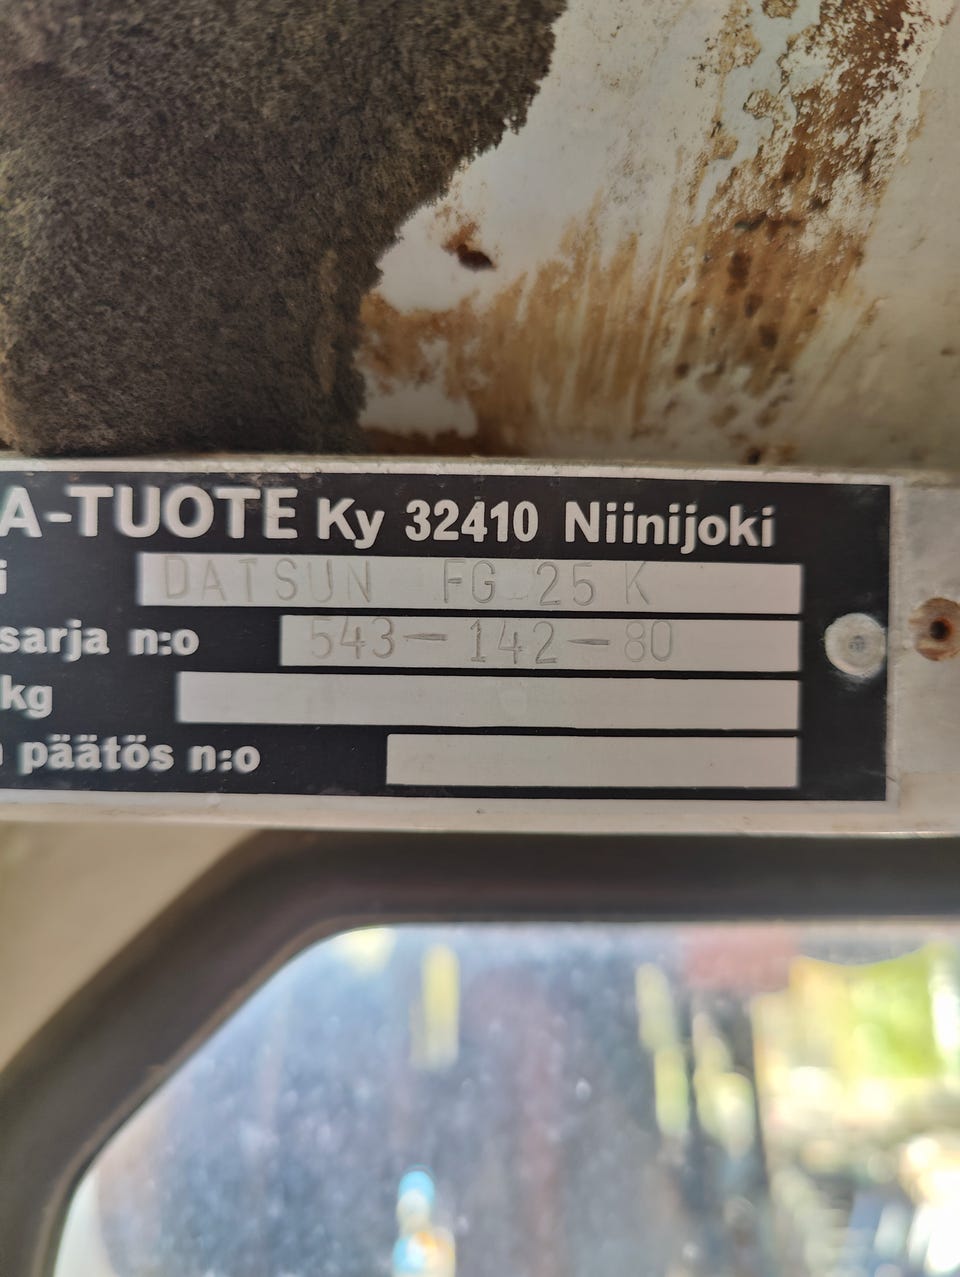 A-TUOTE Ky 32410 Niinijoki
i DATSUN FG 25 K
sarja n:o 543-142-80
kg
päätös n:o